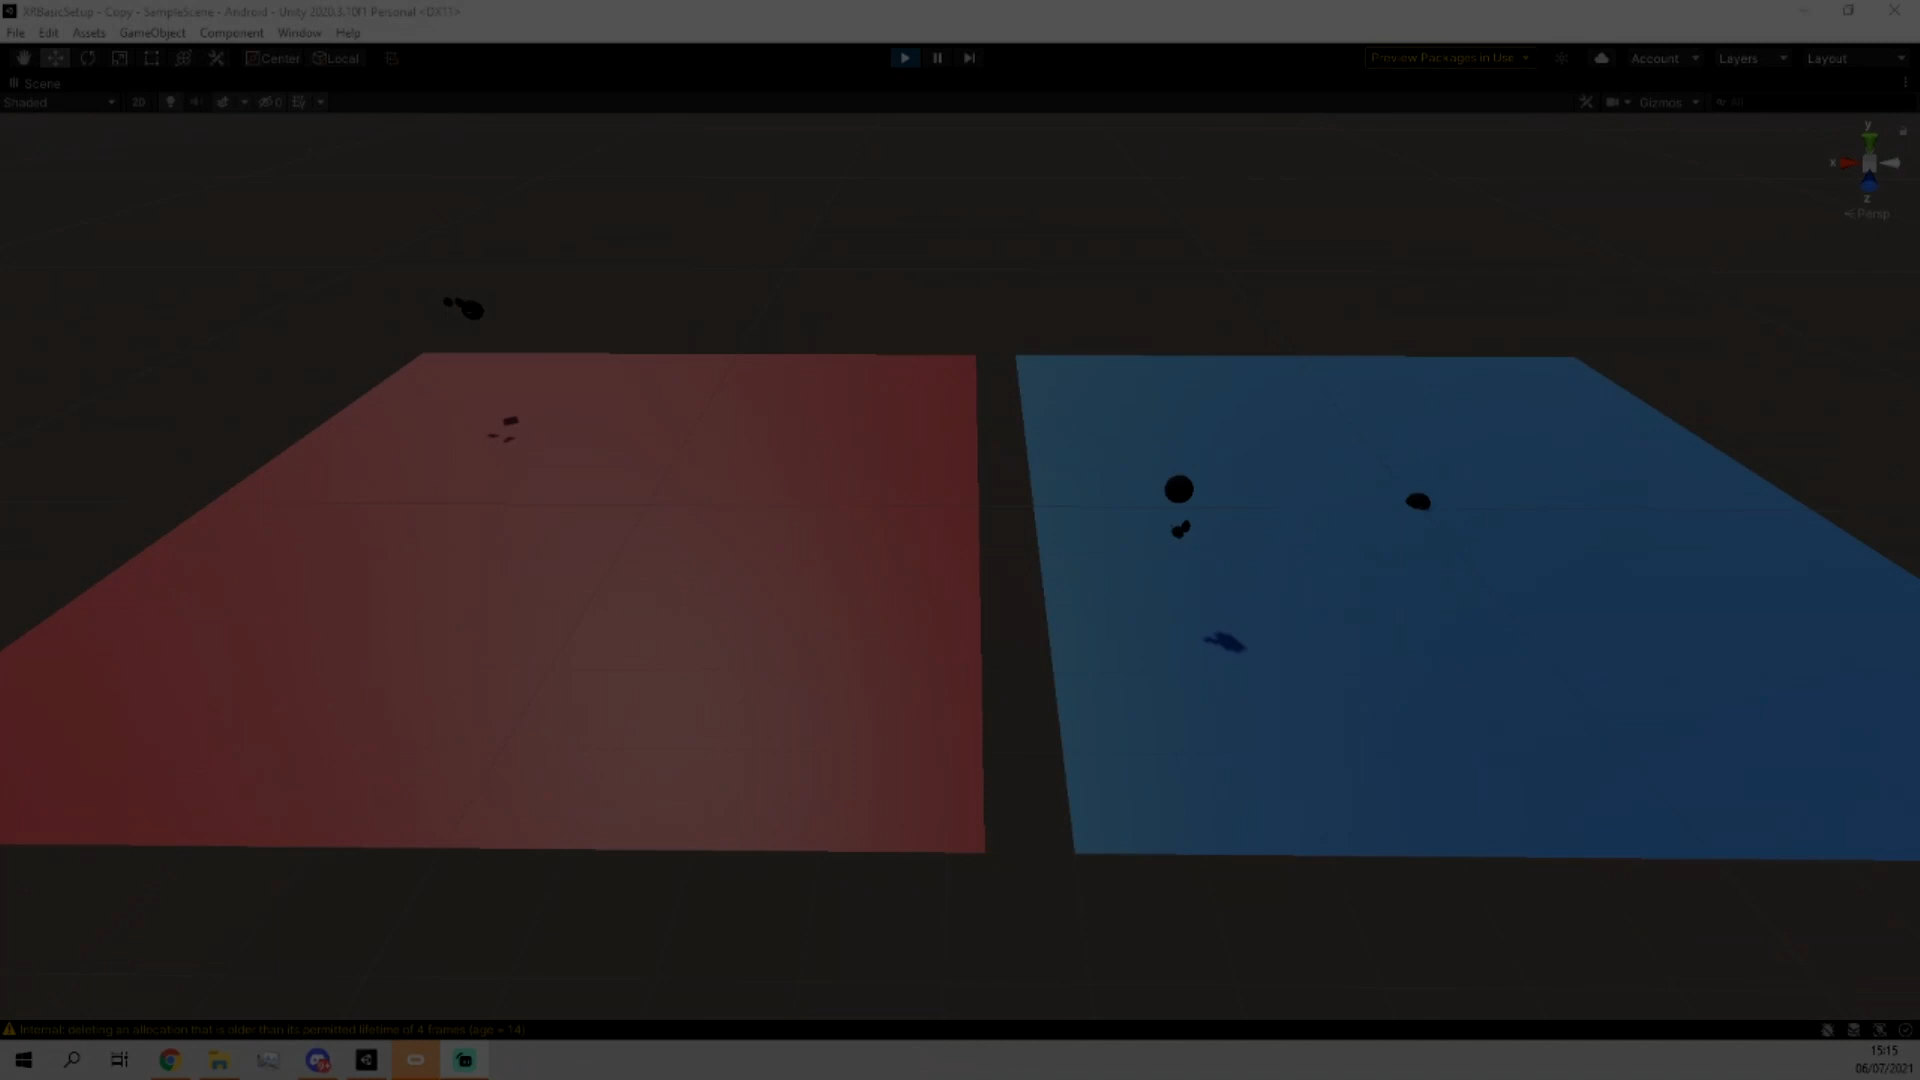 XRBasicSetup - Copy - SampleScene - Android - Unity 2020.3.10f1 Personal <DX11>
File Edit Assets GameObject Component Window Help
Center Local Preview Packages in Use Account Layers Layout
Scene
Shaded 2D 0 Gizmos All
y
x
z
Persp
Internal: deleting an allocation that is older than its permitted lifetime of 4 frames (age = 14)
15:15
06/07/2021